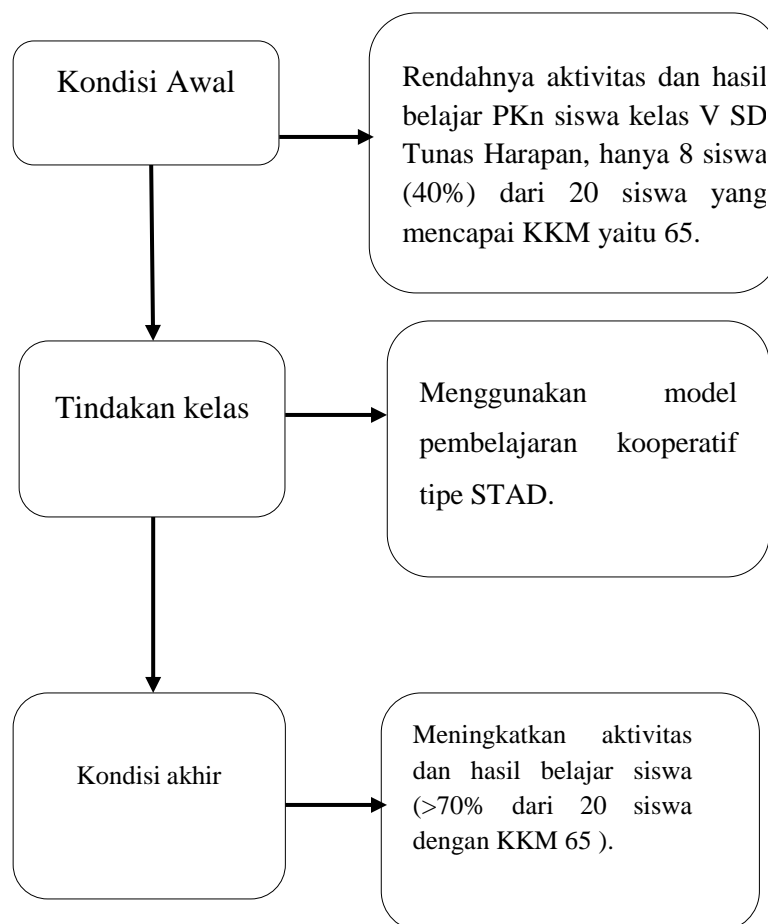 Kondisi Awal
Rendahnya aktivitas dan hasil
belajar PKn siswa kelas V SD
Tunas Harapan, hanya 8 siswa
(40%) dari 20 siswa yang
mencapai KKM yaitu 65.
Tindakan kelas
Menggunakan model
pembelajaran kooperatif
tipe STAD.
Kondisi akhir
Meningkatkan aktivitas
dan hasil belajar siswa
(>70% dari 20 siswa
dengan KKM 65 ).